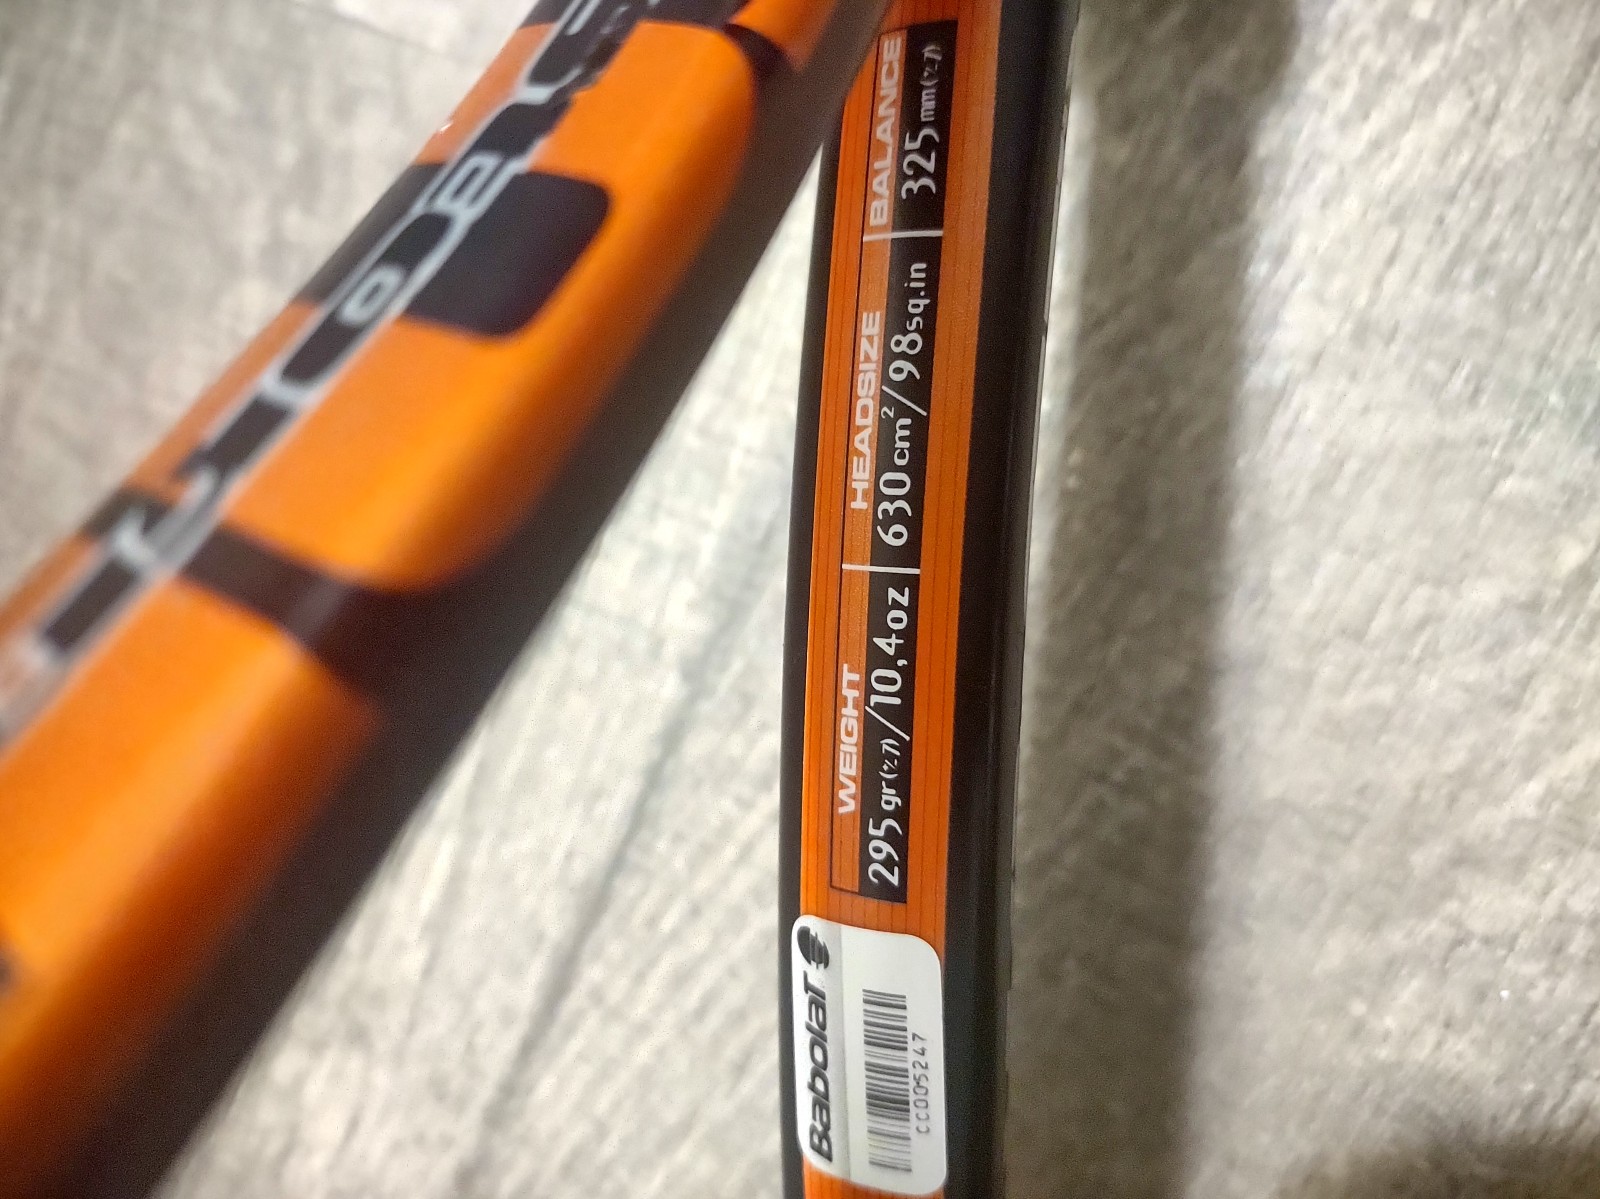 WEIGHT
295gr(%7)/10,4oz
HEADSIZE
630cm²/98sq.in
BALANCE
325mm(%7)
Babolat
CC005247